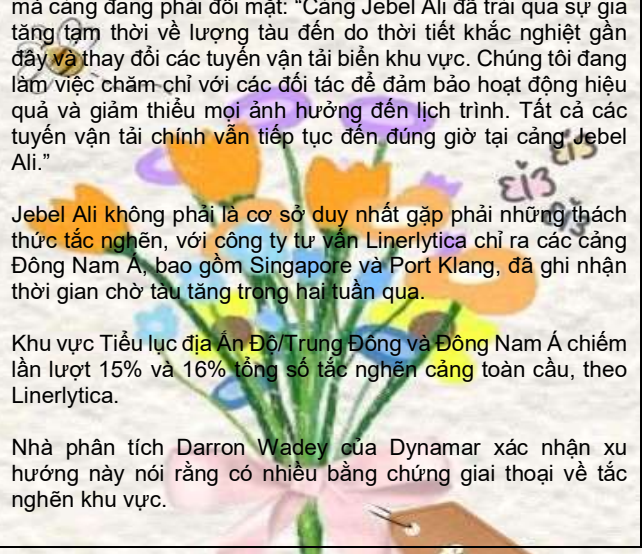 mà cảng đang phải đối mặt: “Cảng Jebel Ali đã trải qua sự gia
tăng tạm thời về lượng tàu đến do thời tiết khắc nghiệt gần
đây và thay đổi các tuyến vận tải biển khu vực. Chúng tôi đang
làm việc chăm chỉ với các đối tác để đảm bảo hoạt động hiệu
quả và giảm thiểu mọi ảnh hưởng đến lịch trình. Tất cả các
tuyến vận tải chính vẫn tiếp tục đến đúng giờ tại cảng Jebel
Ali.”
Jebel Ali không phải là cơ sở duy nhất gặp phải những thách
thức tắc nghẽn, với công ty tư vấn Linerlytica chỉ ra các cảng
Đông Nam Á, bao gồm Singapore và Port Klang, đã ghi nhận
thời gian chờ tàu tăng trong hai tuần qua.
Khu vực Tiểu lục địa Ấn Độ/Trung Đông và Đông Nam Á chiếm
lần lượt 15% và 16% tổng số tắc nghẽn cảng toàn cầu, theo
Linerlytica.
Nhà phân tích Darron Wadey của Dynamar xác nhận xu
hướng này nói rằng có nhiều bằng chứng giai thoại về tắc
nghẽn khu vực.